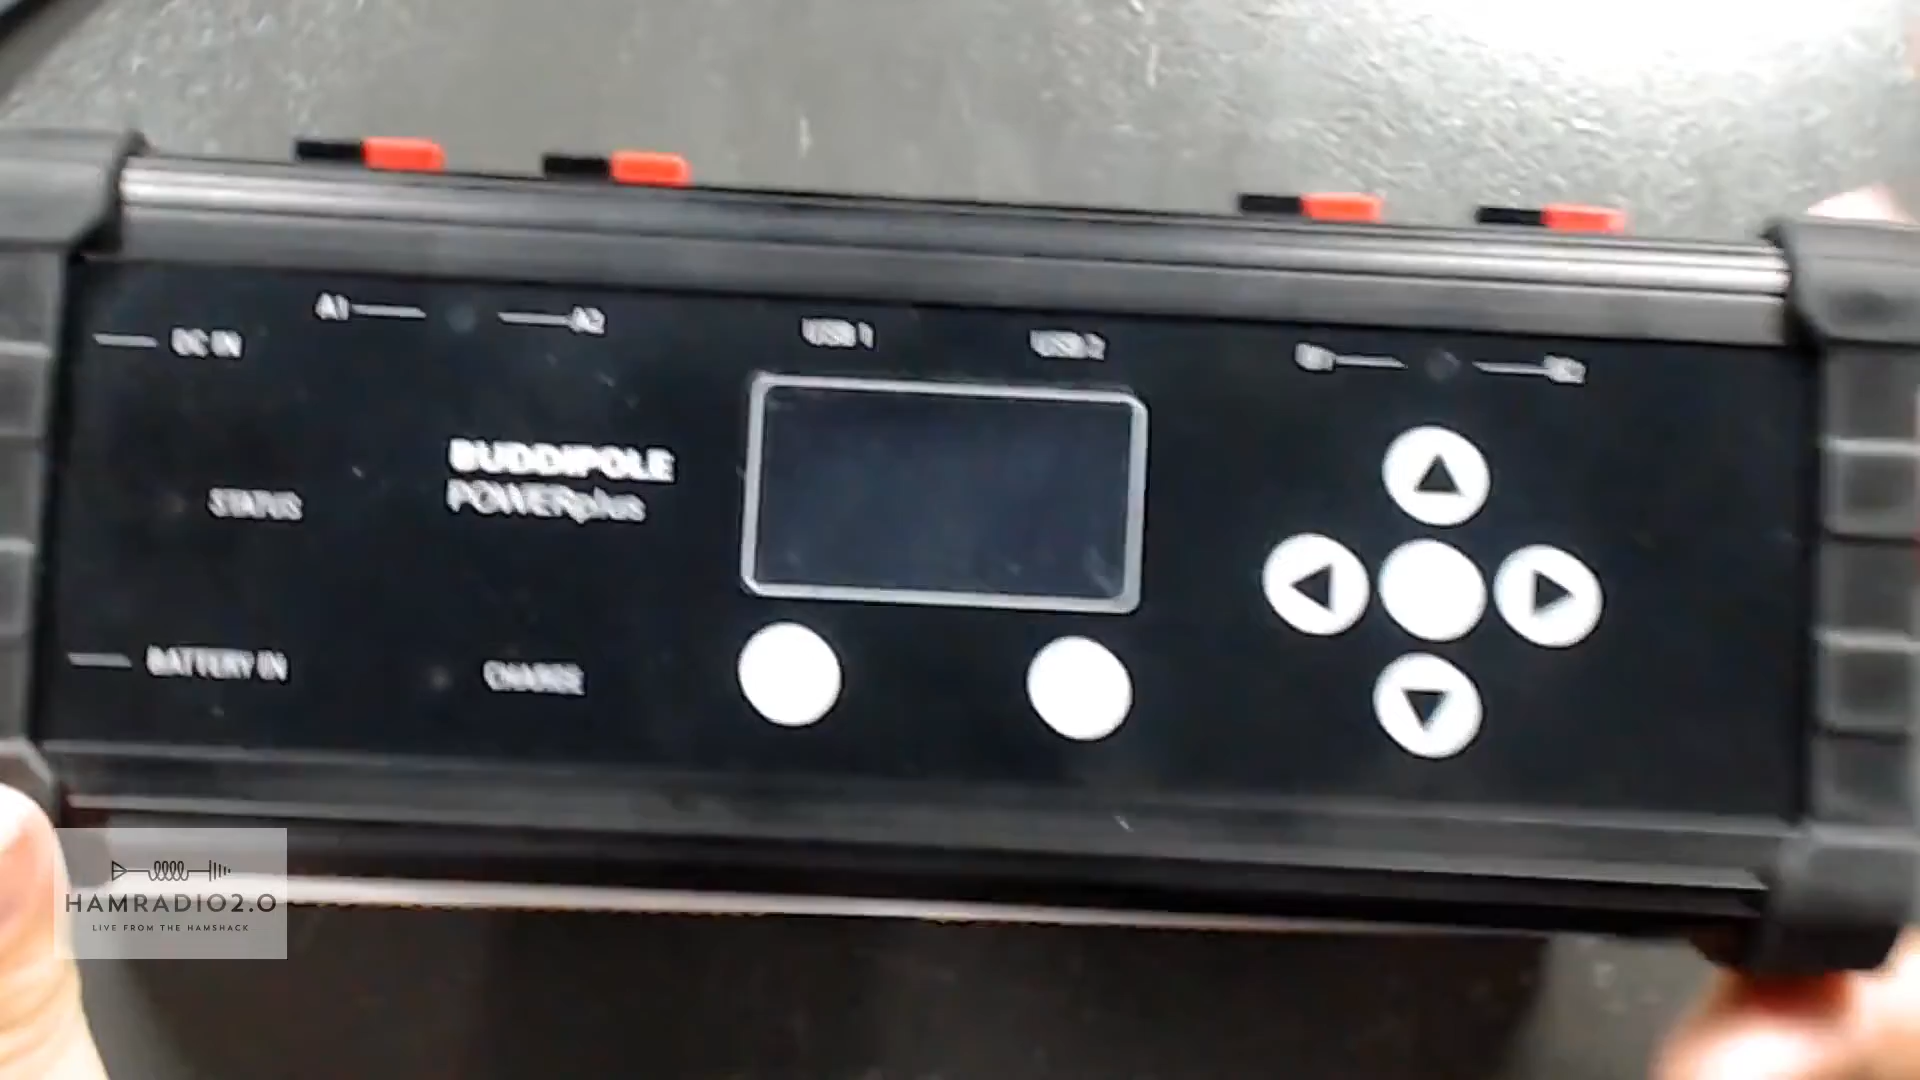 A1
A2
USB 1
USB 2
B1
B2
DC IN
BUDDIPOLE
POWERplus
STATUS
BATTERY IN
CHARGE
HAMRADIO2.0
LIVE FROM THE HAMSHACK